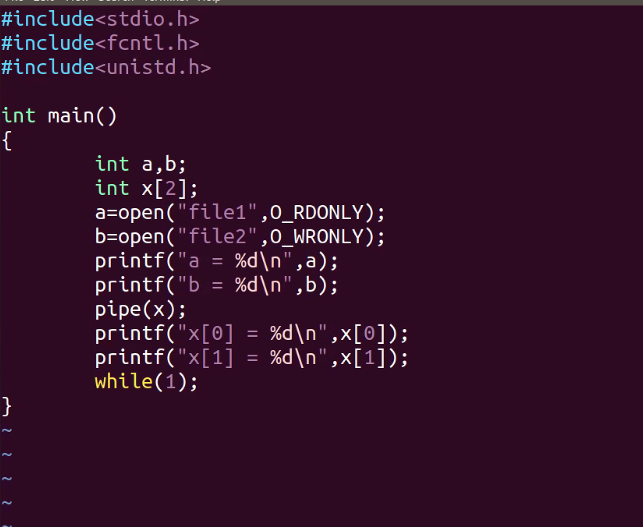 #include<stdio.h>
#include<fcntl.h>
#include<unistd.h>
int main()
{
int a,b;
int x[2];
a=open("file1",O_RDONLY);
b=open("file2",O_WRONLY);
printf("a = %d\n",a);
printf("b = %d\n",b);
pipe(x);
printf("x[0] = %d\n",x[0]);
printf("x[1] = %d\n",x[1]);
while(1);
}
~
~
~
~
~